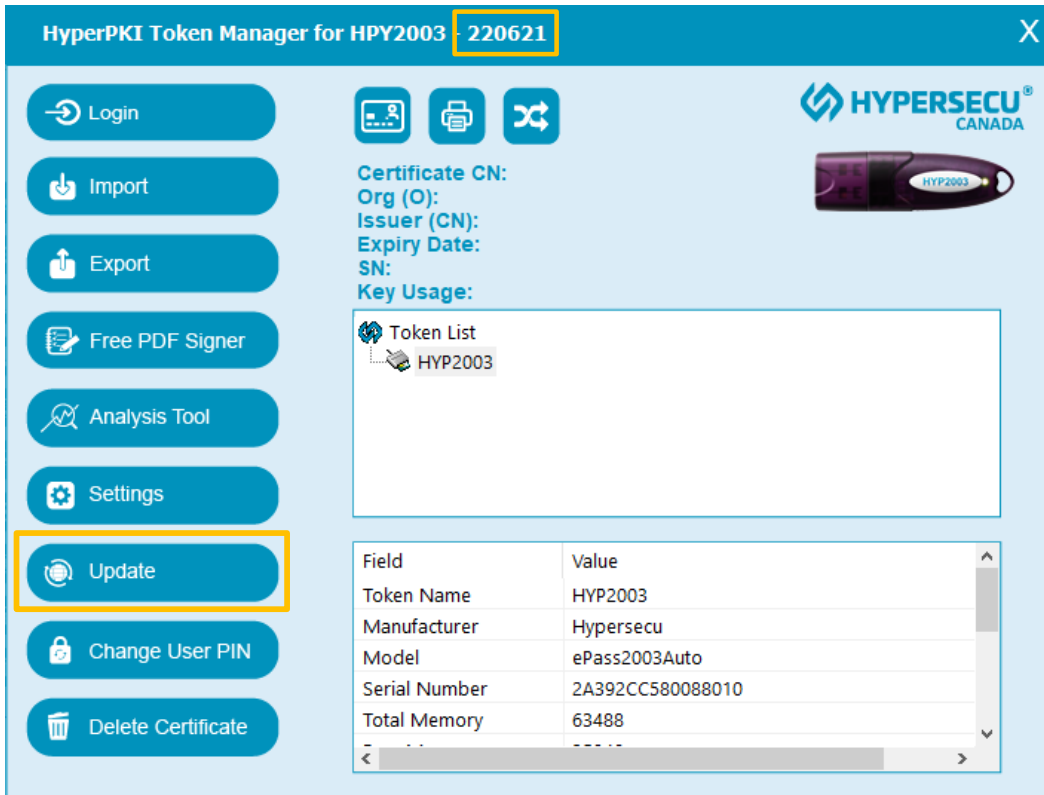 HyperPKI Token Manager for HPY2003 - 220621
X
Login
Import
Export
Free PDF Signer
Analysis Tool
Settings
Update
Change User PIN
Delete Certificate
HYPERSECU®
CANADA
HYP2003
Certificate CN:
Org (O):
Issuer (CN):
Expiry Date:
SN:
Key Usage:
Token List
HYP2003
Field Value
Token Name HYP2003
Manufacturer Hypersecu
Model ePass2003Auto
Serial Number 2A392CC580088010
Total Memory 63488